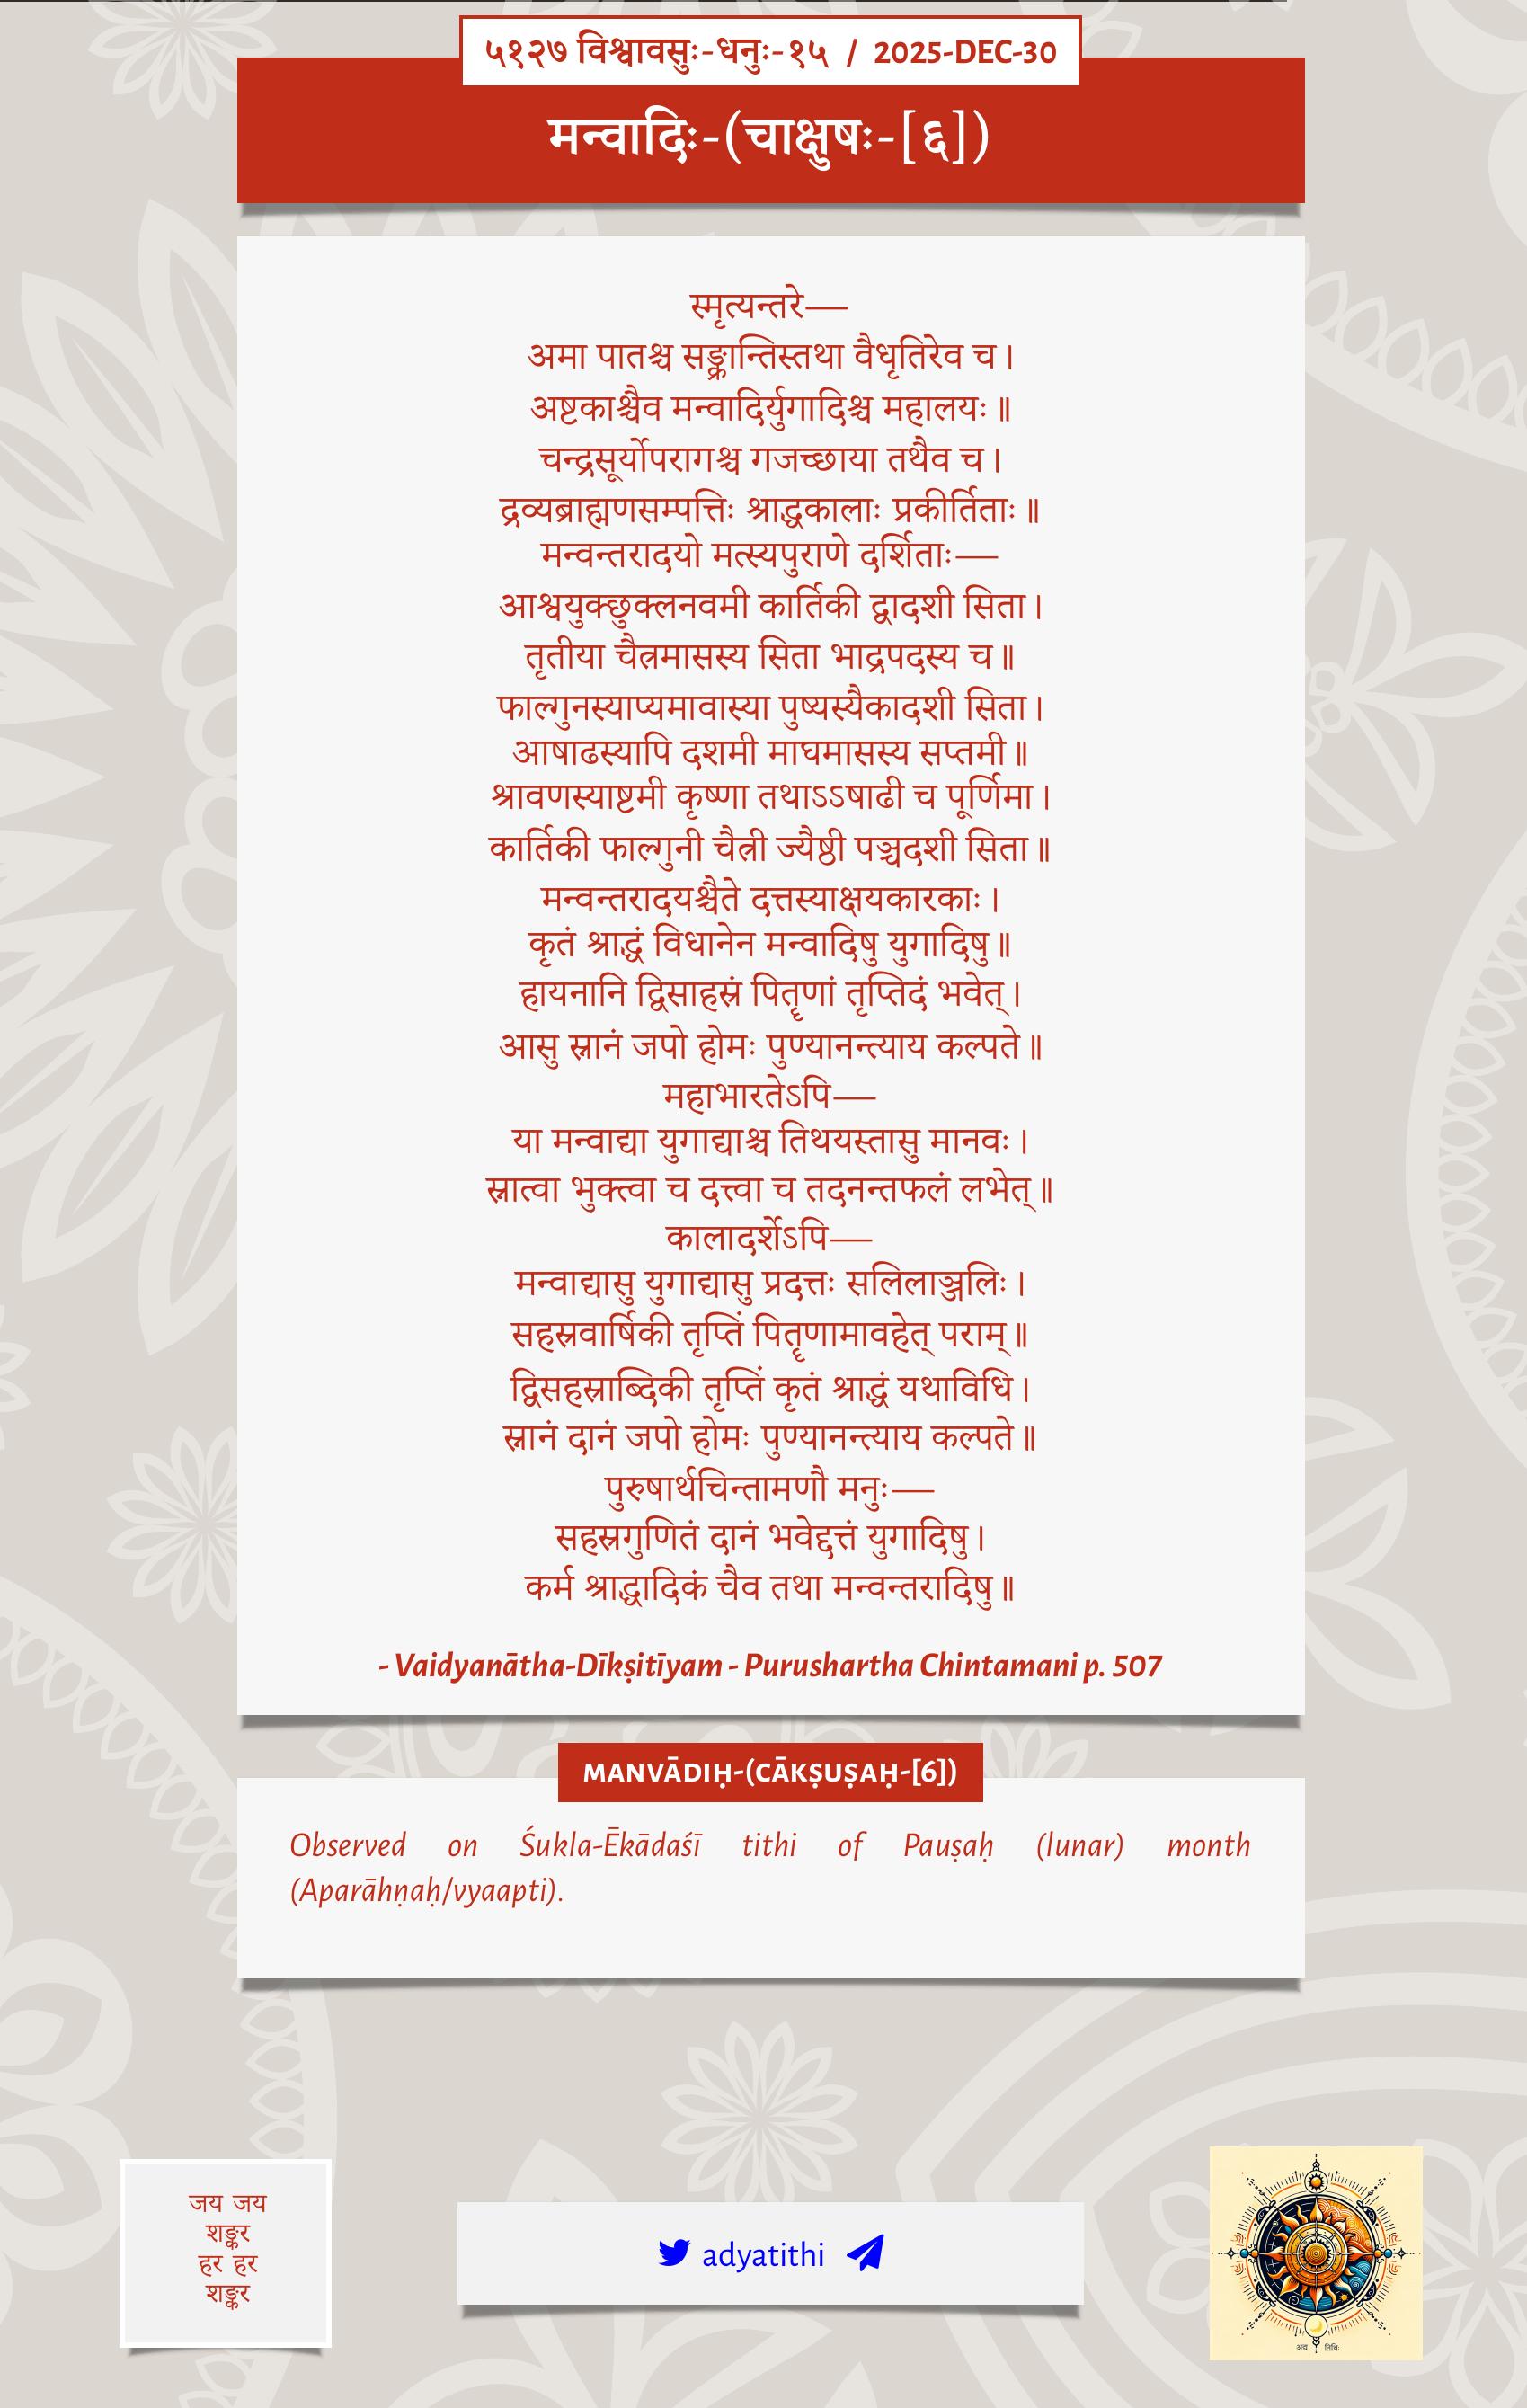 ५१२७ विश्वावसुः-धनुः-१५ / 2025-DEC-30
मन्वादिः-(चाक्षुषः-[६])
स्मृत्यन्तरे—
अमा पातश्च सङ्क्रान्तिस्तथा वैधृतिरेव च।
अष्टकाश्चैव मन्वादिर्युगादिश्च महालयः॥
चन्द्रसूर्योपरागश्च गजच्छाया तथैव च।
द्रव्यब्राह्मणसम्पत्तिः श्राद्धकालाः प्रकीर्तिताः॥
मन्वन्तरादयो मत्स्यपुराणे दर्शिताः—
आश्वयुक्छुक्लनवमी कार्तिकी द्वादशी सिता।
तृतीया चैत्रमासस्य सिता भाद्रपदस्य च॥
फाल्गुनस्याप्यमावास्या पुष्यस्यैकादशी सिता।
आषाढस्यापि दशमी माघमासस्य सप्तमी॥
श्रावणस्याष्टमी कृष्णा तथाऽऽषाढी च पूर्णिमा।
कार्तिकी फाल्गुनी चैत्री ज्यैष्ठी पञ्चदशी सिता॥
मन्वन्तरादयश्चैते दत्तस्याक्षयकारकाः।
कृतं श्राद्धं विधानेन मन्वादिषु युगादिषु॥
हायनानि द्विसाहस्रं पितॄणां तृप्तिदं भवेत्।
आसु स्नानं जपो होमः पुण्यानन्त्याय कल्पते॥
महाभारतेऽपि—
या मन्वाद्या युगाद्याश्च तिथयस्तासु मानवः।
स्नात्वा भुक्त्वा च दत्त्वा च तदनन्तफलं लभेत्॥
कालादर्शेऽपि—
मन्वाद्यासु युगाद्यासु प्रदत्तः सलिलाञ्जलिः।
सहस्रवार्षिकी तृप्तिं पितॄणामावहेत् पराम्॥
द्विसहस्राब्दिकी तृप्तिं कृतं श्राद्धं यथाविधि।
स्नानं दानं जपो होमः पुण्यानन्त्याय कल्पते॥
पुरुषार्थचिन्तामणौ मनुः—
सहस्रगुणितं दानं भवेद्दत्तं युगादिषु।
कर्म श्राद्धादिकं चैव तथा मन्वन्तरादिषु॥
- Vaidyanātha-Dīkṣitīyam - Purushartha Chintamani p. 507
MANVĀDIḤ-(CĀKṢUṢAḤ-[6])
Observed on Śukla-Ēkādaśī tithi of Pauṣaḥ (lunar) month
(Aparāhṇaḥ/vyaapti).
जय जय
शङ्कर
हर हर
शङ्कर
adyatithi
अद्य तिथिः